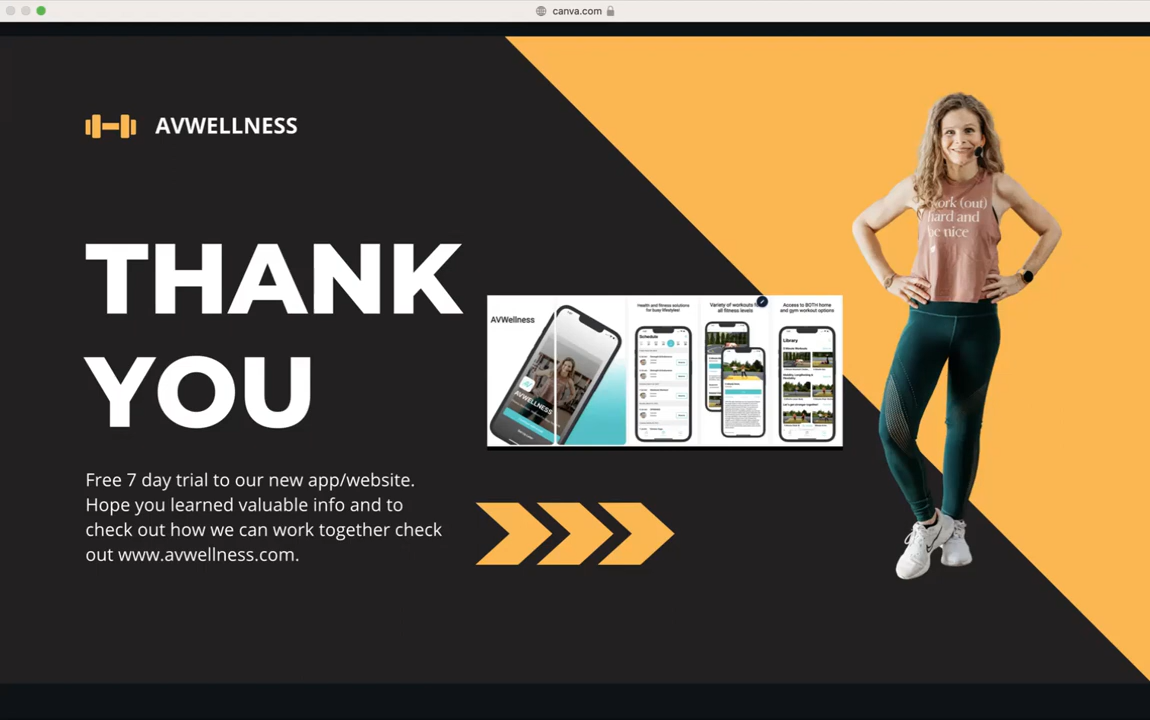 canva.com
AVWELLNESS
THANK
YOU
Free 7 day trial to our new app/website.
Hope you learned valuable info and to
check out how we can work together check
out www.avwellness.com.
AVWellness
AVWELLNESS
Health and fitness solutions
for busy lifestyles!
Schedule
Variety of workouts
all fitness levels
Access to BOTH home
and gym workout options
Library
work (out)
hard and
be nice